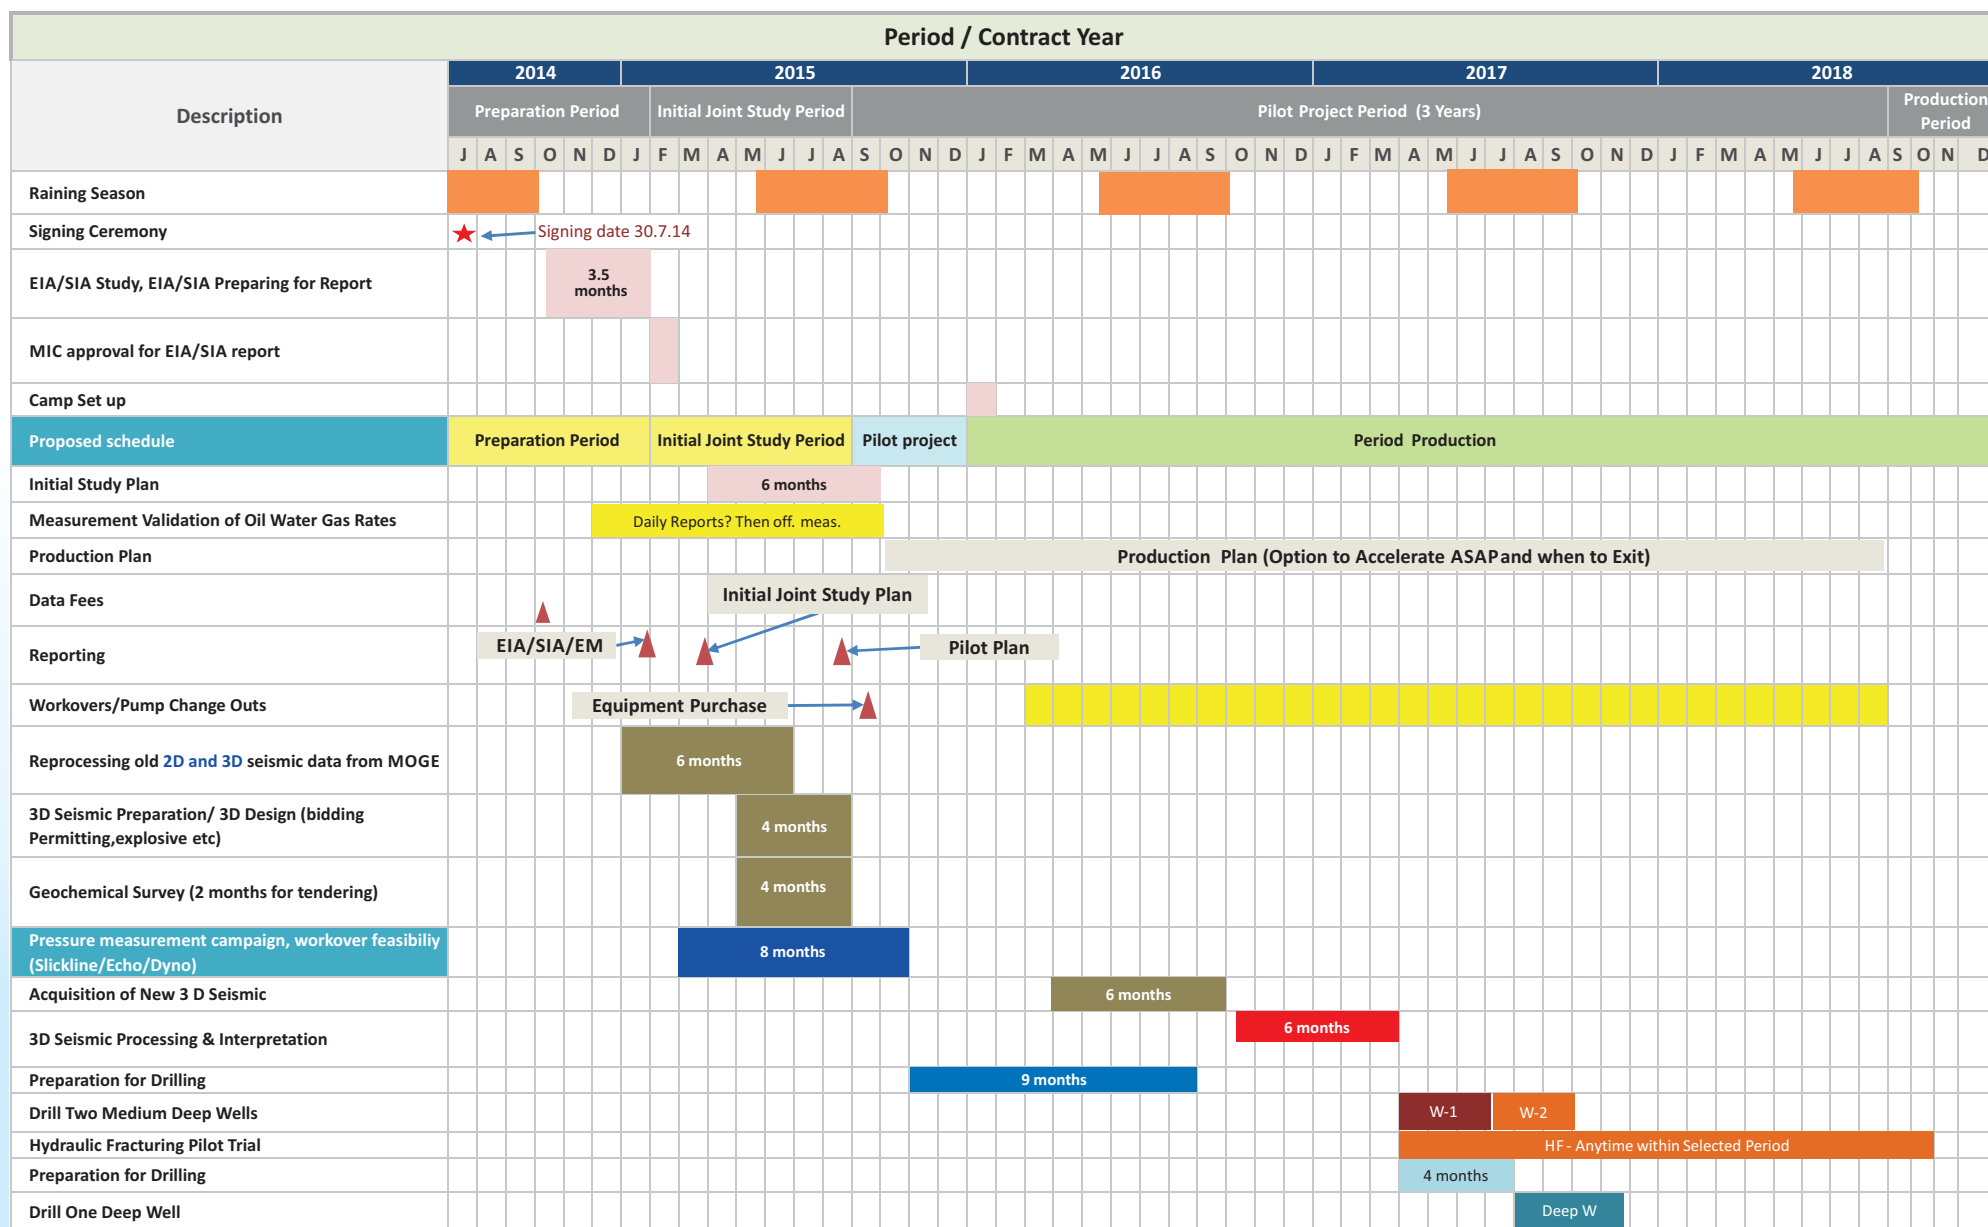 Period / Contract Year
Description
2014 2015 2016 2017 2018
Preparation Period Initial Joint Study Period Pilot Project Period (3 Years) Production
Period
J A S O N D J F M A M J J A S O N D J F M A M J J A S O N D J F M A M J J A S O N D J F M A M J J A S O N D
Raining Season
Signing Ceremony Signing date 30.7.14
EIA/SIA Study, EIA/SIA Preparing for Report 3.5
months
MIC approval for EIA/SIA report
Camp Set up
Proposed schedule Preparation Period Initial Joint Study Period Pilot project Period Production
Initial Study Plan 6 months
Measurement Validation of Oil Water Gas Rates Daily Reports? Then off. meas.
Production Plan Production Plan (Option to Accelerate ASAP and when to Exit)
Data Fees Initial Joint Study Plan
Reporting EIA/SIA/EM Pilot Plan
Workovers/Pump Change Outs Equipment Purchase
Reprocessing old 2D and 3D seismic data from MOGE 6 months
3D Seismic Preparation/ 3D Design (bidding
Permitting,explosive etc) 4 months
Geochemical Survey (2 months for tendering) 4 months
Pressure measurement campaign, workover feasibiliy
(Slickline/Echo/Dyno) 8 months
Acquisition of New 3 D Seismic 6 months
3D Seismic Processing & Interpretation 6 months
Preparation for Drilling 9 months
Drill Two Medium Deep Wells W-1 W-2
Hydraulic Fracturing Pilot Trial HF - Anytime within Selected Period
Preparation for Drilling 4 months
Drill One Deep Well Deep W